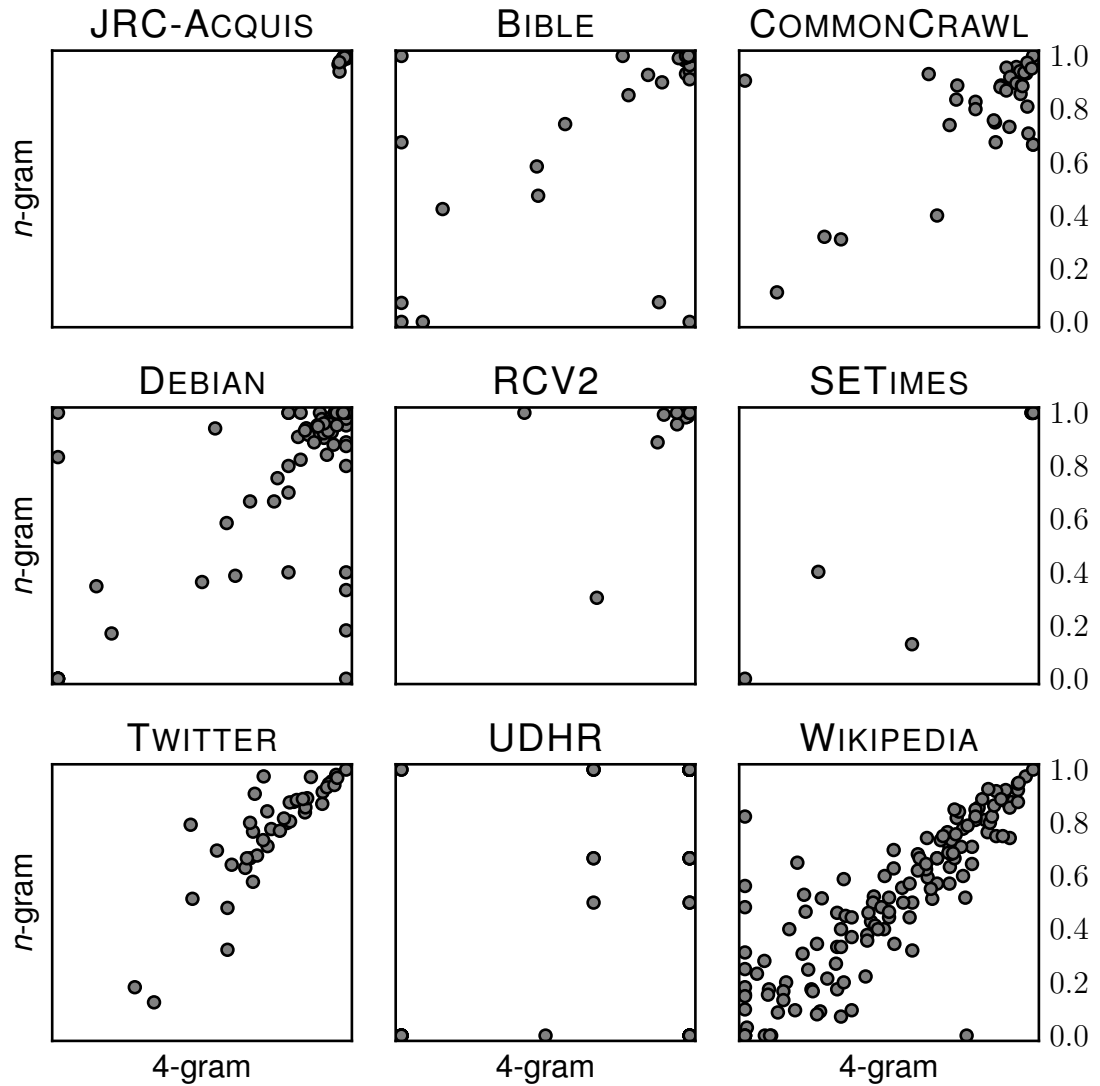 JRC-ACQUIS BIBLE COMMONCRAWL
n-gram
1.0
0.8
0.6
0.4
0.2
0.0
DEBIAN RCV2 SETIMES
n-gram
1.0
0.8
0.6
0.4
0.2
0.0
TWITTER UDHR WIKIPEDIA
n-gram
1.0
0.8
0.6
0.4
0.2
0.0
4-gram 4-gram 4-gram